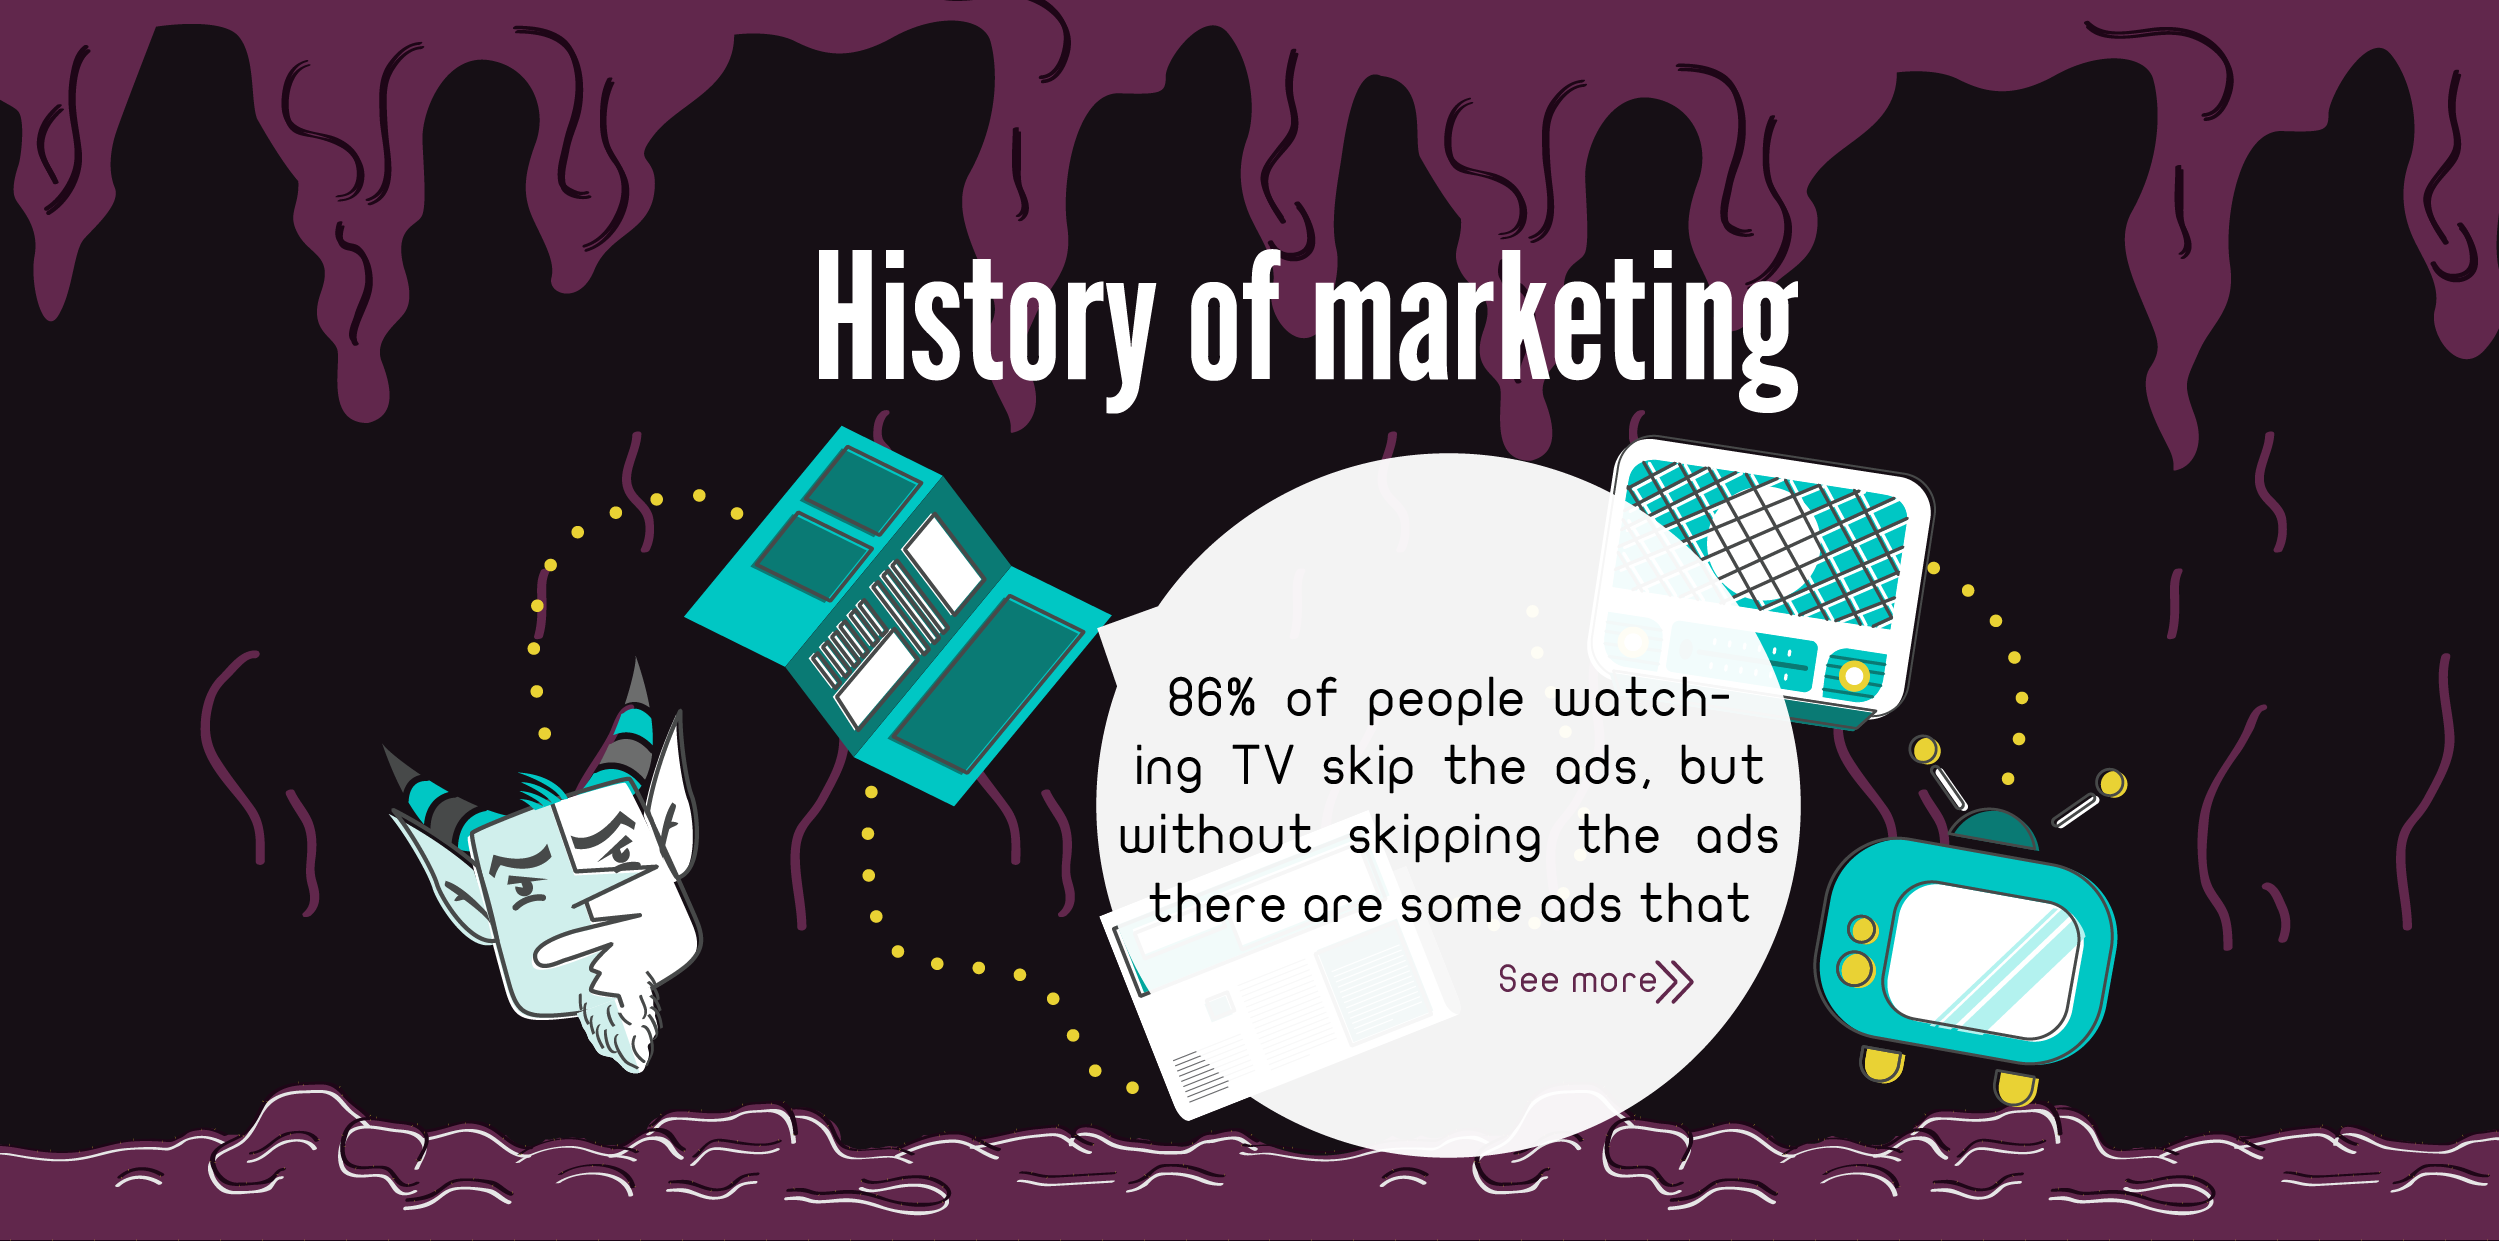 History of marketing
86% of people watch-
ing TV skip the ads, but
without skipping the ads
there are some ads that
See more